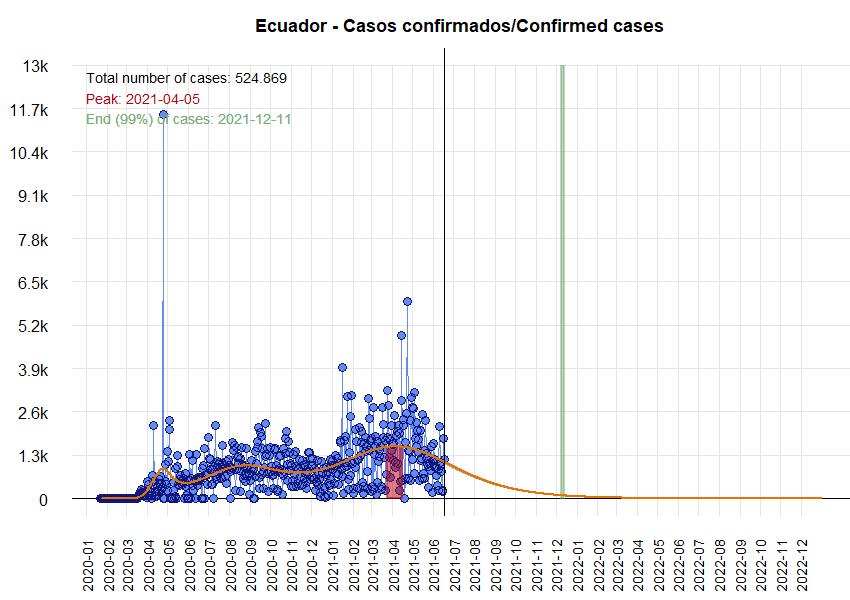 Ecuador - Casos confirmados/Confirmed cases
Total number of cases: 524.869
Peak: 2021-04-05
End (99%) of cases: 2021-12-11
13k
11.7k
10.4k
9.1k
7.8k
6.5k
5.2k
3.9k
2.6k
1.3k
0
2020-01
2020-02
2020-03
2020-04
2020-05
2020-06
2020-07
2020-08
2020-09
2020-10
2020-11
2020-12
2021-01
2021-02
2021-03
2021-04
2021-05
2021-06
2021-07
2021-08
2021-09
2021-10
2021-11
2021-12
2022-01
2022-02
2022-03
2022-04
2022-05
2022-06
2022-07
2022-08
2022-09
2022-10
2022-11
2022-12